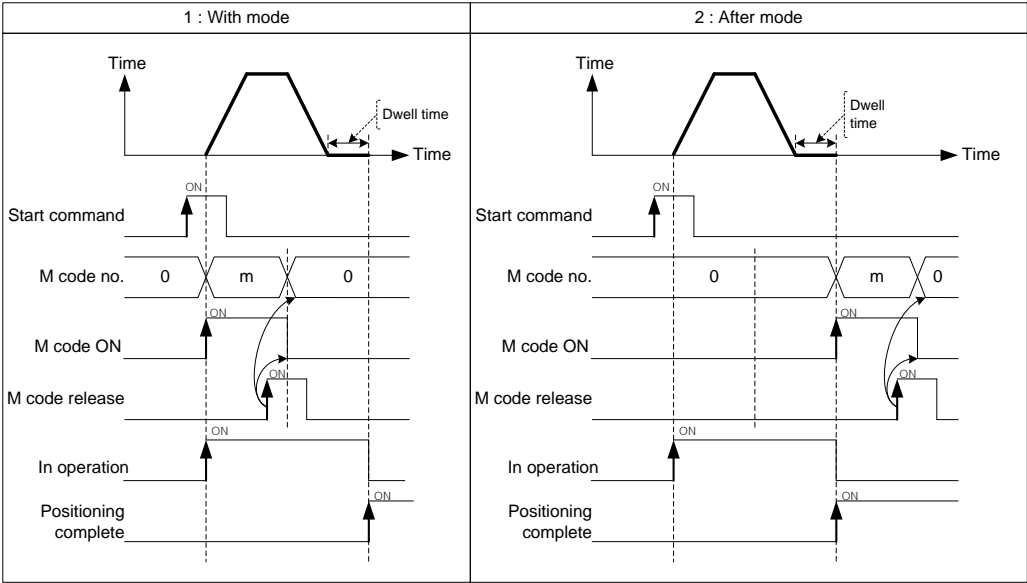 1 : With mode
2 : After mode
Time
Dwell time
Time
ON
Start command
M code no.
0
m
0
ON
M code ON
ON
M code release
ON
In operation
ON
Positioning
complete
Time
Dwell
time
Time
ON
Start command
M code no.
0
m
0
ON
M code ON
ON
M code release
ON
In operation
ON
Positioning
complete